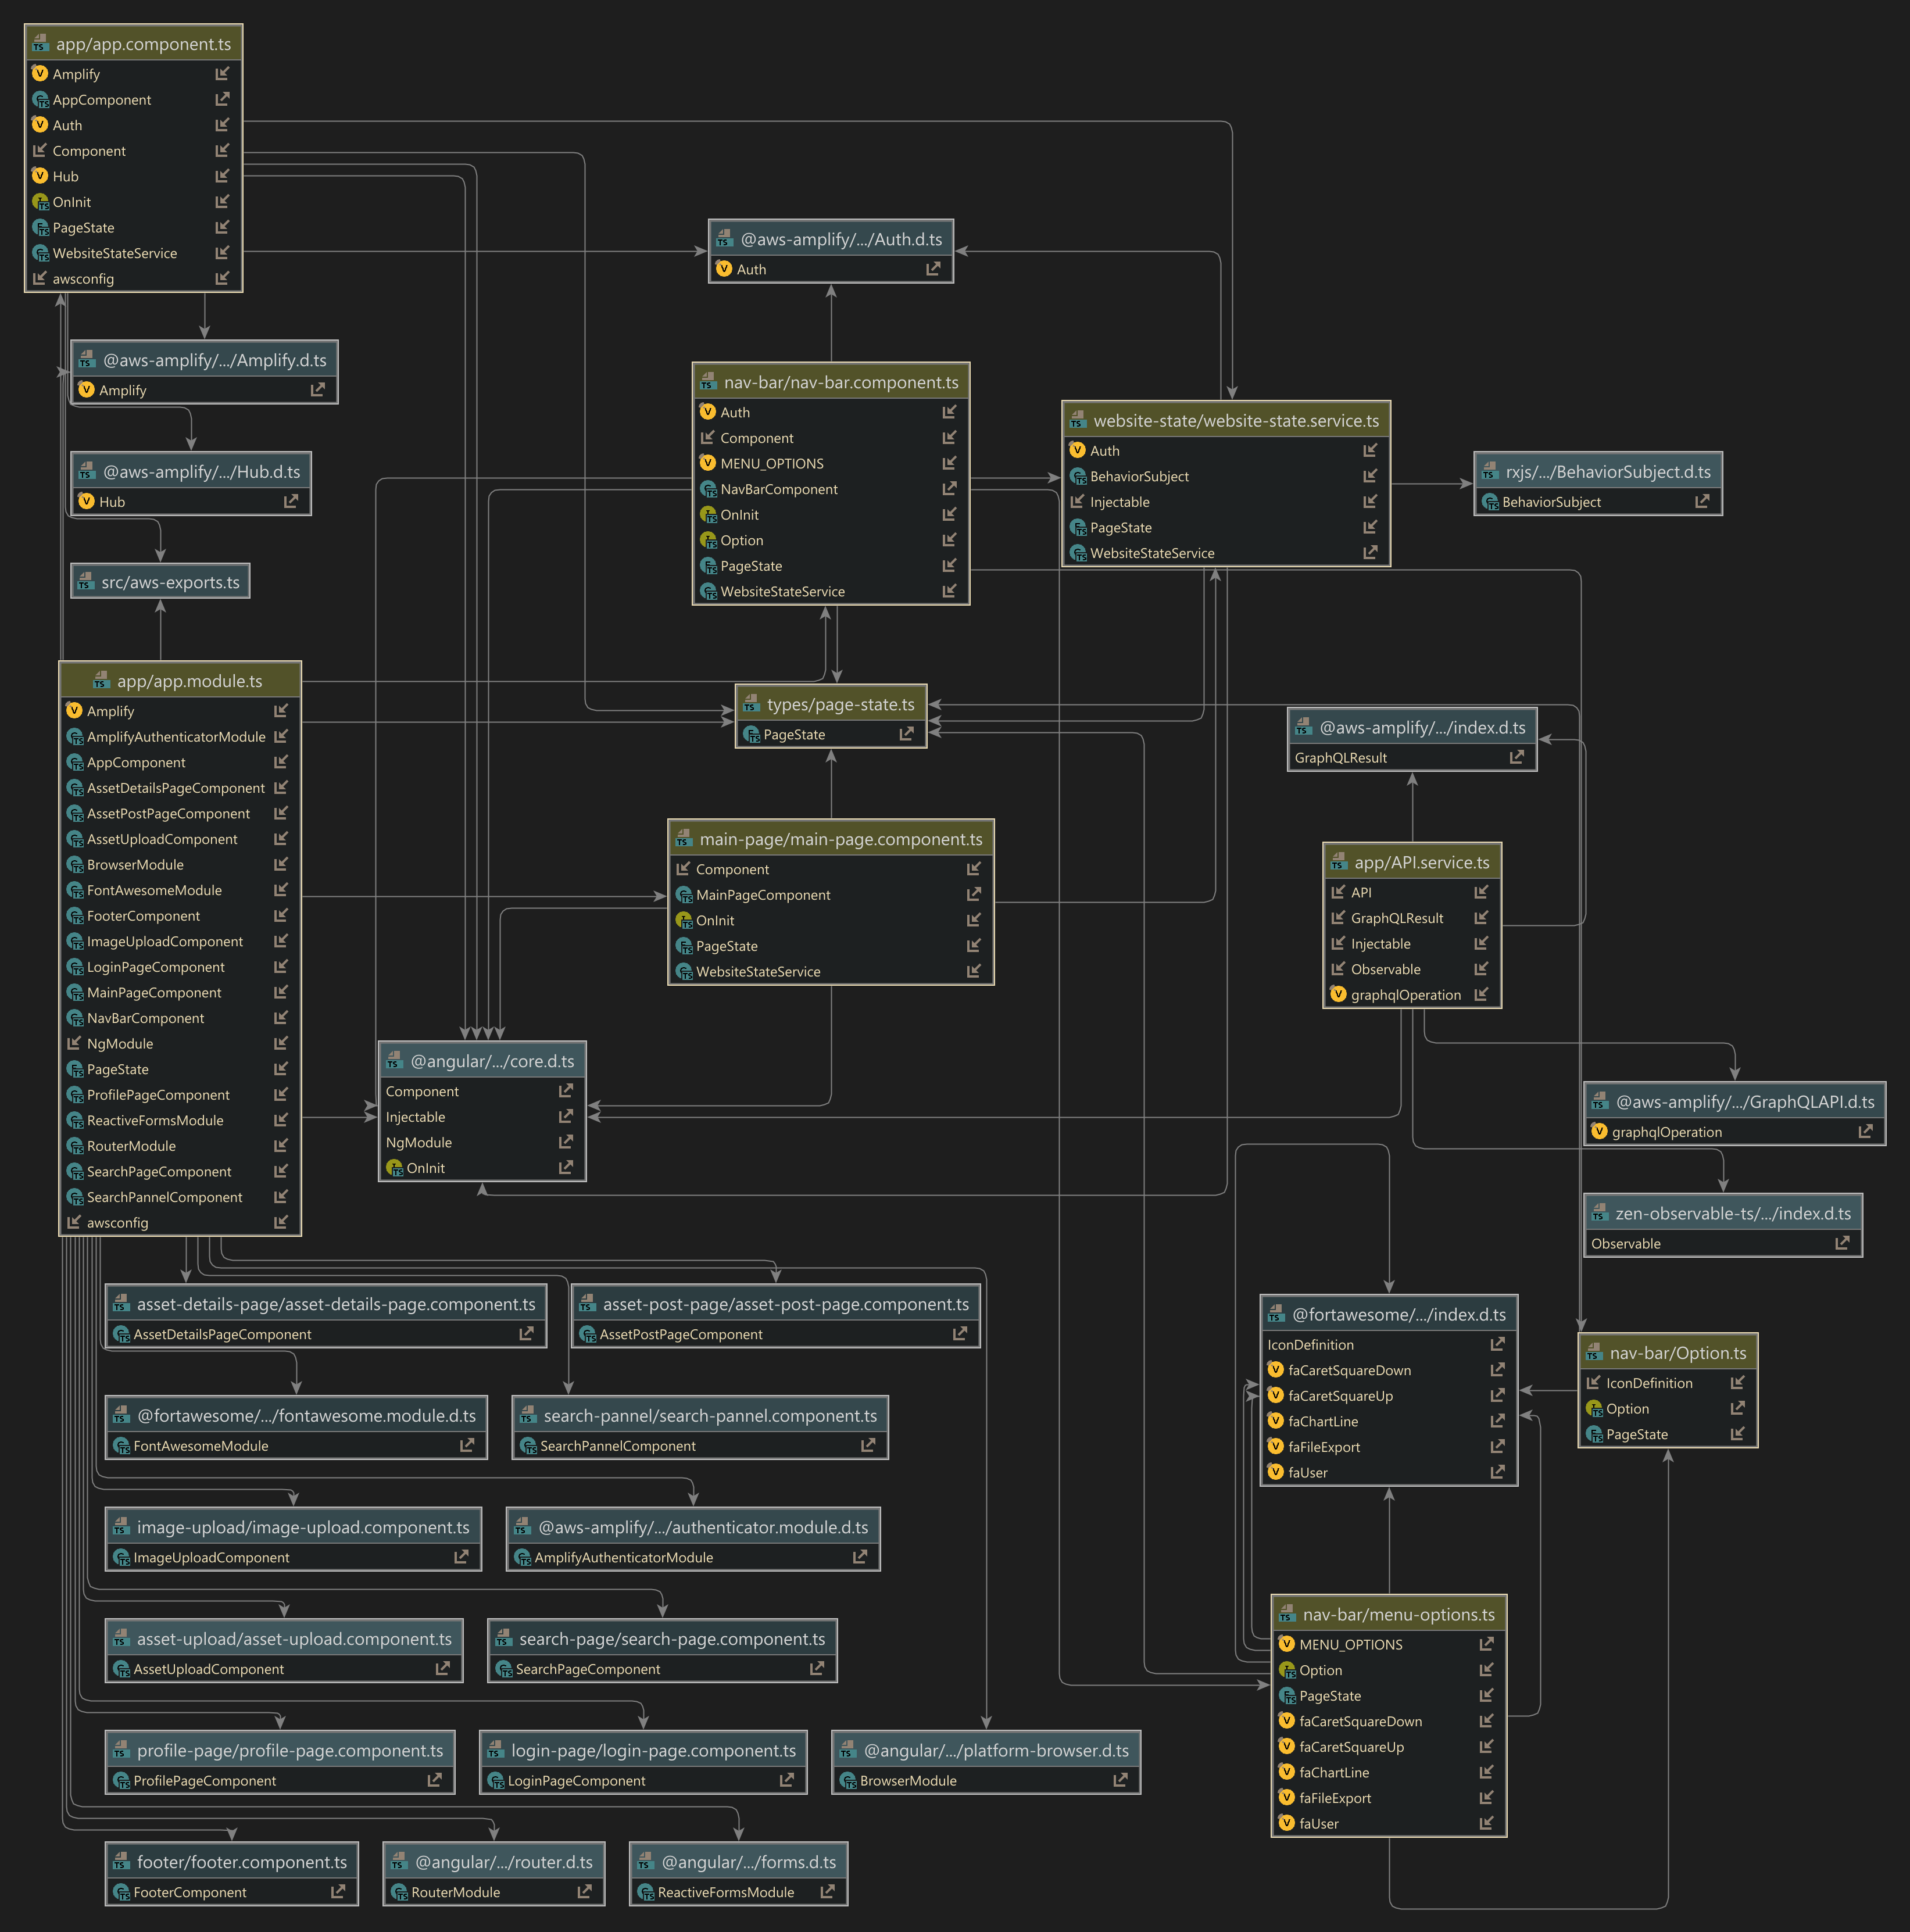 app/app.component.ts
Amplify
AppComponent
Auth
Component
Hub
OnInit
PageState
WebsiteStateService
awsconfig
@aws-amplify/.../Auth.d.ts
Auth
@aws-amplify/.../Amplify.d.ts
Amplify
nav-bar/nav-bar.component.ts
Auth
Component
MENU_OPTIONS
NavBarComponent
OnInit
Option
PageState
WebsiteStateService
website-state/website-state.service.ts
Auth
BehaviorSubject
Injectable
PageState
WebsiteStateService
@aws-amplify/.../Hub.d.ts
Hub
rxjs/.../BehaviorSubject.d.ts
BehaviorSubject
src/aws-exports.ts
app/app.module.ts
Amplify
AmplifyAuthenticatorModule
AppComponent
AssetDetailsPageComponent
AssetPostPageComponent
AssetUploadComponent
BrowserModule
FontAwesomeModule
FooterComponent
ImageUploadComponent
LoginPageComponent
MainPageComponent
NavBarComponent
NgModule
PageState
ProfilePageComponent
ReactiveFormsModule
RouterModule
SearchPageComponent
SearchPannelComponent
awsconfig
types/page-state.ts
PageState
@aws-amplify/.../index.d.ts
GraphQLResult
main-page/main-page.component.ts
Component
MainPageComponent
OnInit
PageState
WebsiteStateService
app/API.service.ts
API
GraphQLResult
Injectable
Observable
graphqlOperation
@angular/.../core.d.ts
Component
Injectable
NgModule
OnInit
@aws-amplify/.../GraphQLAPI.d.ts
graphqlOperation
zen-observable-ts/.../index.d.ts
Observable
asset-details-page/asset-details-page.component.ts
AssetDetailsPageComponent
asset-post-page/asset-post-page.component.ts
AssetPostPageComponent
@fortawesome/.../index.d.ts
IconDefinition
faCaretSquareDown
faCaretSquareUp
faChartLine
faFileExport
faUser
nav-bar/Option.ts
IconDefinition
Option
PageState
@fortawesome/.../fontawesome.module.d.ts
FontAwesomeModule
search-pannel/search-pannel.component.ts
SearchPannelComponent
image-upload/image-upload.component.ts
ImageUploadComponent
@aws-amplify/.../authenticator.module.d.ts
AmplifyAuthenticatorModule
asset-upload/asset-upload.component.ts
AssetUploadComponent
search-page/search-page.component.ts
SearchPageComponent
nav-bar/menu-options.ts
MENU_OPTIONS
Option
PageState
faCaretSquareDown
faCaretSquareUp
faChartLine
faFileExport
faUser
profile-page/profile-page.component.ts
ProfilePageComponent
login-page/login-page.component.ts
LoginPageComponent
@angular/.../platform-browser.d.ts
BrowserModule
footer/footer.component.ts
FooterComponent
@angular/.../router.d.ts
RouterModule
@angular/.../forms.d.ts
ReactiveFormsModule